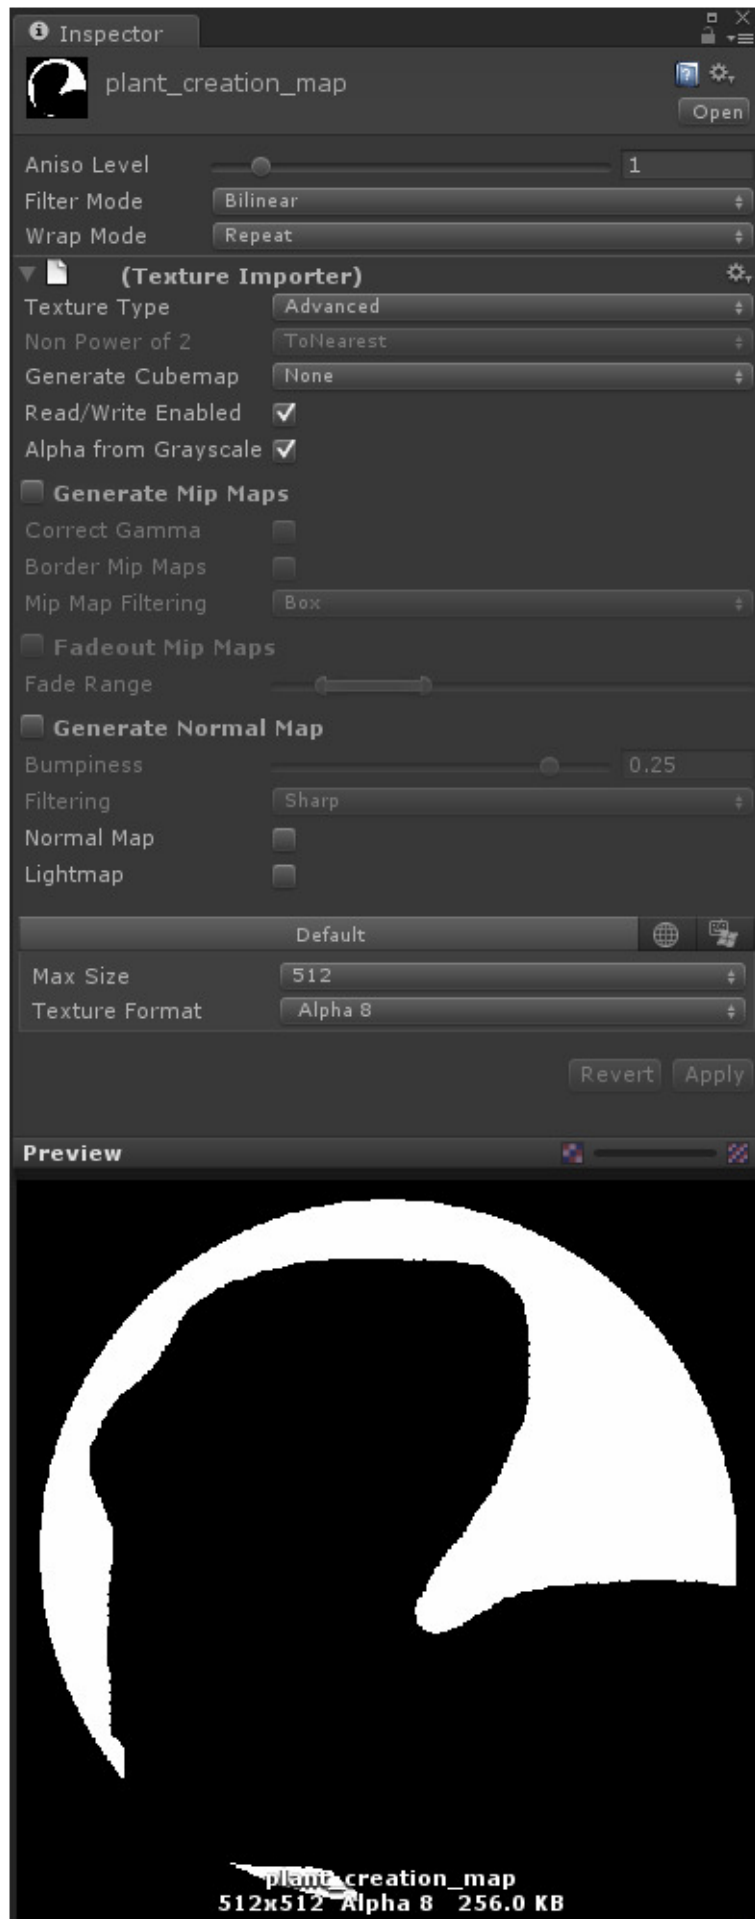 Inspector
plant_creation_map
Open
Aniso Level 1
Filter Mode Bilinear
Wrap Mode Repeat
(Texture Importer)
Texture Type Advanced
Non Power of 2 ToNearest
Generate Cubemap None
Read/Write Enabled
Alpha from Grayscale
Generate Mip Maps
Correct Gamma
Border Mip Maps
Mip Map Filtering Box
Fadeout Mip Maps
Fade Range
Generate Normal Map
Bumpiness 0.25
Filtering Sharp
Normal Map
Lightmap
Default
Max Size 512
Texture Format Alpha 8
Revert Apply
Preview
plant_creation_map
512x512 Alpha 8 256.0 KB